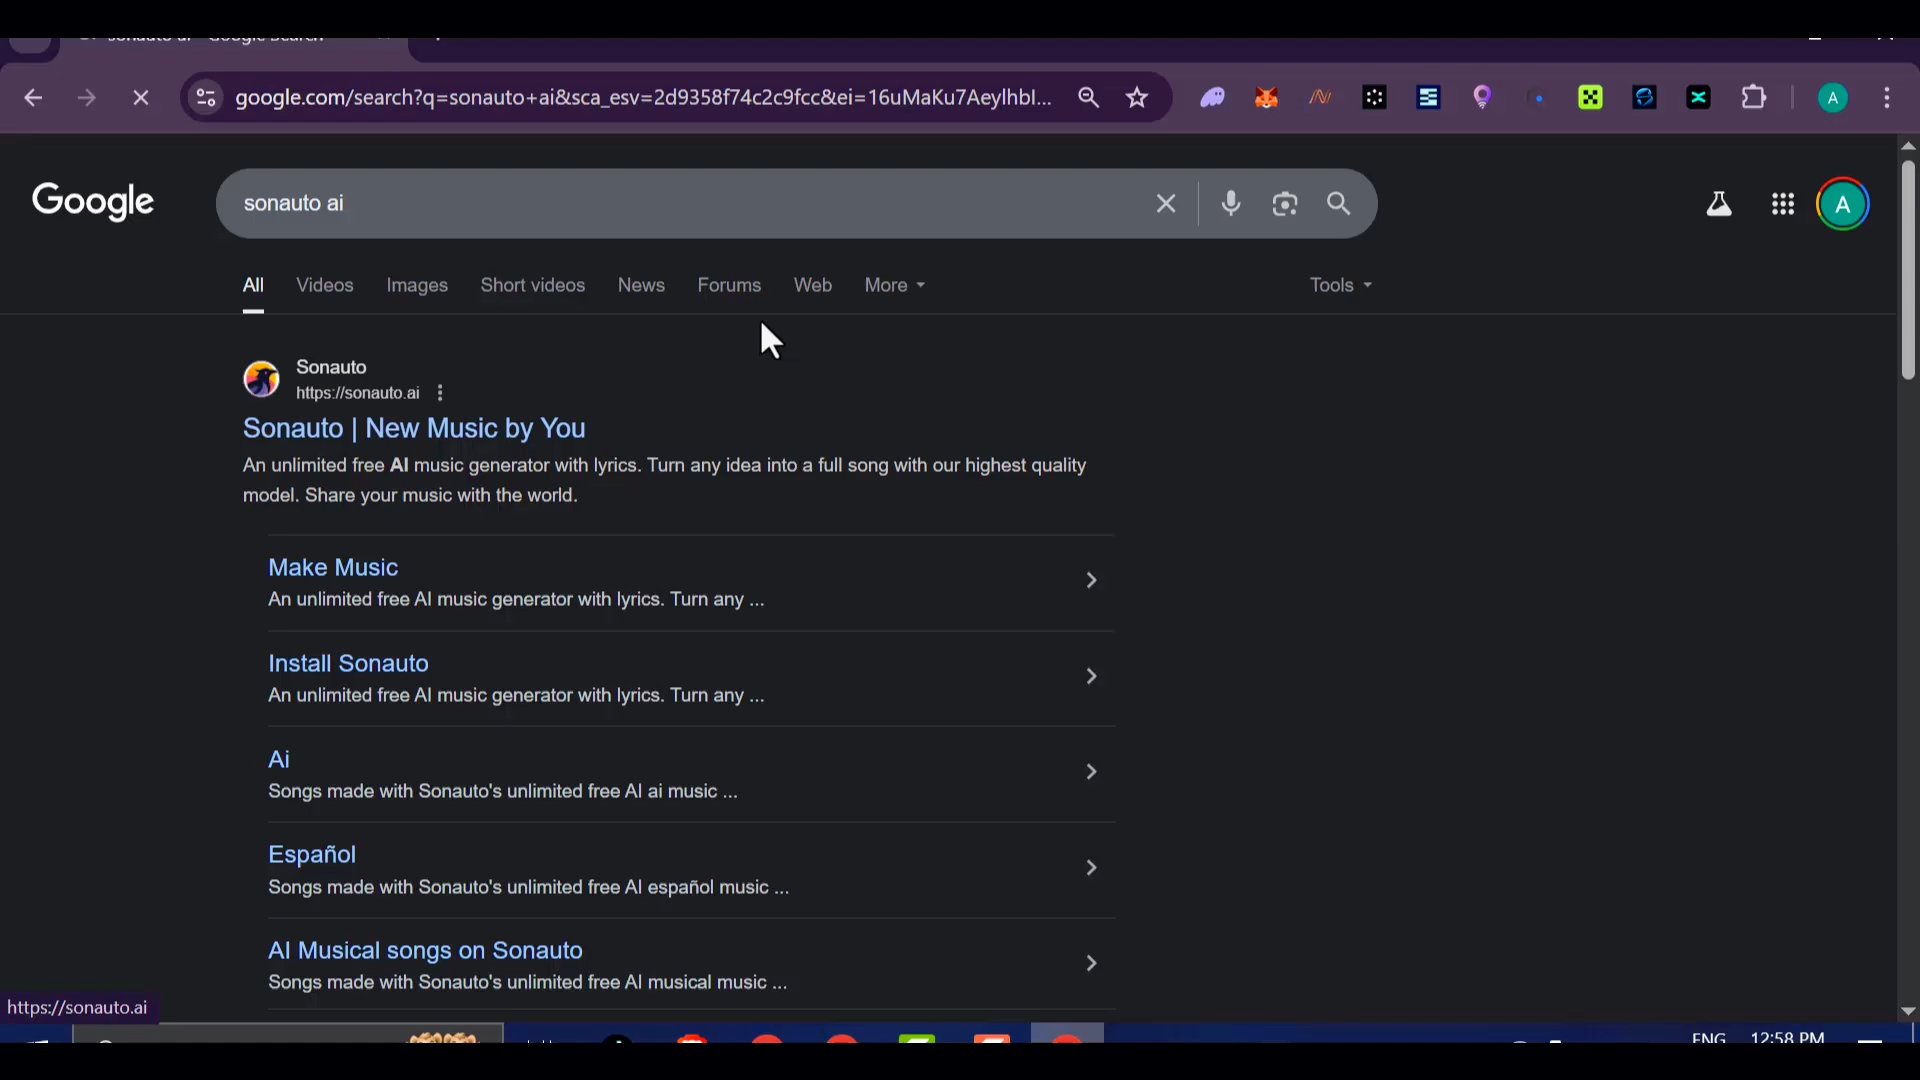 sonauto ai - Google Search
google.com/search?q=sonauto+ai&sca_esv=2d9358f74c2c9fcc&ei=16uMaKu7Aeylhbl...
A
Google
sonauto ai
A
All
Videos
Images
Short videos
News
Forums
Web
More
Tools
Sonauto
https://sonauto.ai
Sonauto | New Music by You
An unlimited free AI music generator with lyrics. Turn any idea into a full song with our highest quality
model. Share your music with the world.
Make Music
An unlimited free AI music generator with lyrics. Turn any ...
Install Sonauto
An unlimited free AI music generator with lyrics. Turn any ...
Ai
Songs made with Sonauto's unlimited free AI ai music ...
Español
Songs made with Sonauto's unlimited free AI español music ...
AI Musical songs on Sonauto
Songs made with Sonauto's unlimited free AI musical music ...
https://sonauto.ai
ENG
12:58 PM